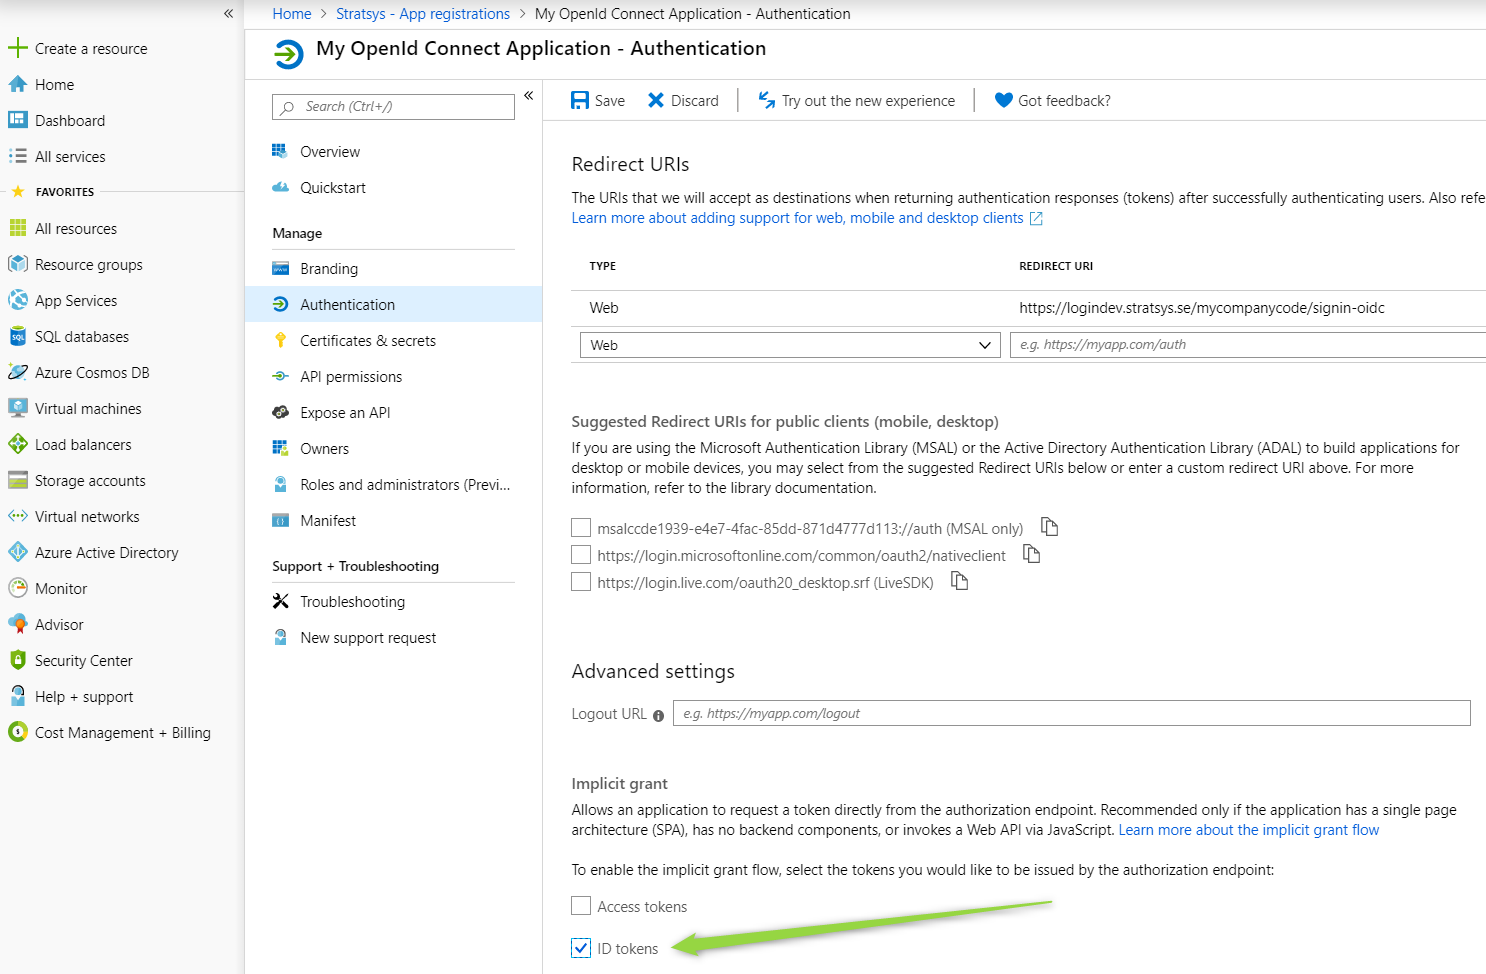 «
Create a resource
Home
Dashboard
All services
FAVORITES
All resources
Resource groups
App Services
SQL databases
Azure Cosmos DB
Virtual machines
Load balancers
Storage accounts
Virtual networks
Azure Active Directory
Monitor
Advisor
Security Center
Help + support
Cost Management + Billing
Home > Stratsys - App registrations > My OpenId Connect Application - Authentication
My OpenId Connect Application - Authentication
Search (Ctrl+/)
«
Overview
Quickstart
Manage
Branding
Authentication
Certificates & secrets
API permissions
Expose an API
Owners
Roles and administrators (Previ...
Manifest
Support + Troubleshooting
Troubleshooting
New support request
Save Discard Try out the new experience Got feedback?
Redirect URIs
The URIs that we will accept as destinations when returning authentication responses (tokens) after successfully authenticating users. Also refe
Learn more about adding support for web, mobile and desktop clients
TYPE REDIRECT URI
Web https://logindev.stratsys.se/mycompanycode/signin-oidc
Web e.g. https://myapp.com/auth
Suggested Redirect URIs for public clients (mobile, desktop)
If you are using the Microsoft Authentication Library (MSAL) or the Active Directory Authentication Library (ADAL) to build applications for
desktop or mobile devices, you may select from the suggested Redirect URIs below or enter a custom redirect URI above. For more
information, refer to the library documentation.
msalccde1939-e4e7-4fac-85dd-871d4777d113://auth (MSAL only)
https://login.microsoftonline.com/common/oauth2/nativeclient
https://login.live.com/oauth20_desktop.srf (LiveSDK)
Advanced settings
Logout URL e.g. https://myapp.com/logout
Implicit grant
Allows an application to request a token directly from the authorization endpoint. Recommended only if the application has a single page
architecture (SPA), has no backend components, or invokes a Web API via JavaScript. Learn more about the implicit grant flow
To enable the implicit grant flow, select the tokens you would like to be issued by the authorization endpoint:
Access tokens
ID tokens